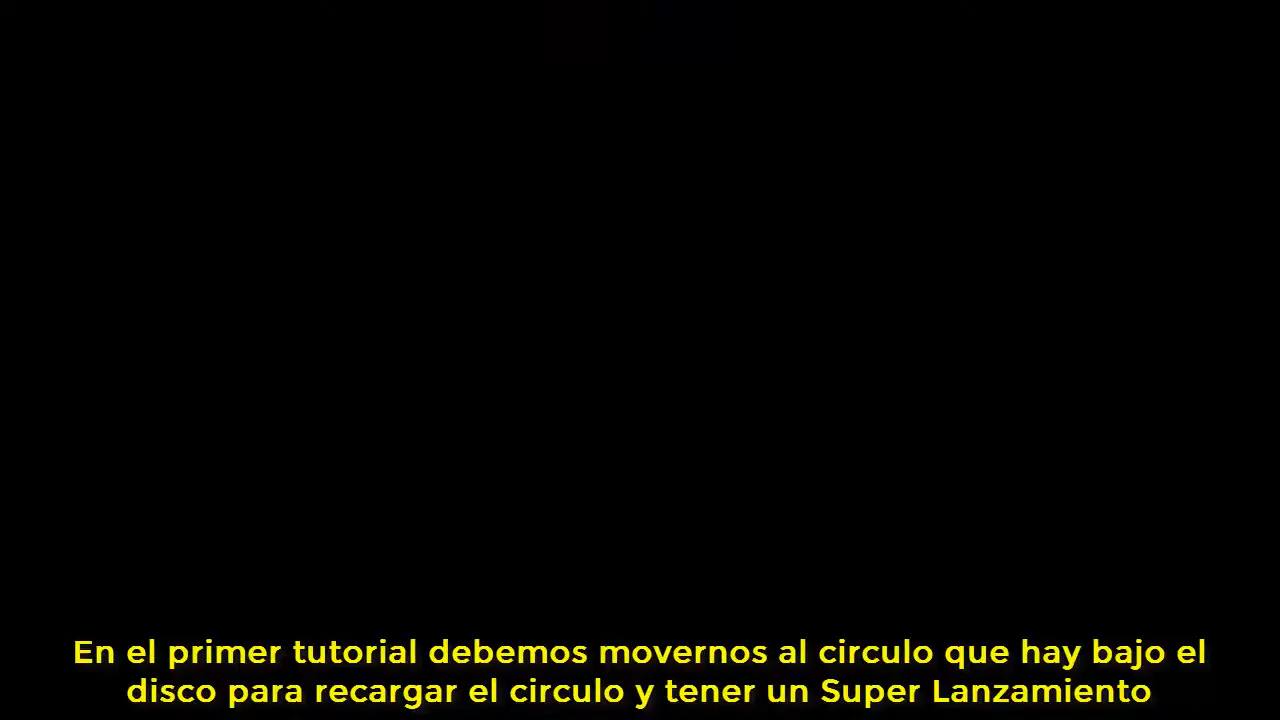 En el primer tutorial debemos movernos al circulo que hay bajo el
disco para recargar el circulo y tener un Super Lanzamiento